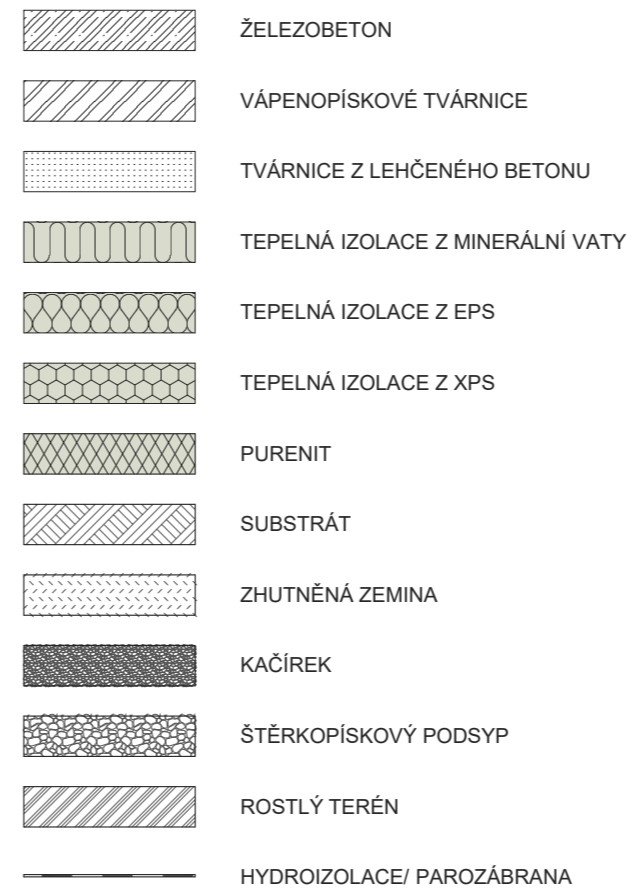 ŽELEZOBETON
VÁPENOPÍSKOVÉ TVÁRNICE
TVÁRNICE Z LEHČENÉHO BETONU
TEPELNÁ IZOLACE Z MINERÁLNÍ VATY
TEPELNÁ IZOLACE Z EPS
TEPELNÁ IZOLACE Z XPS
PURENIT
SUBSTRÁT
ZHUTNĚNÁ ZEMINA
KAČÍREK
ŠTĚRKOPÍSKOVÝ PODSYP
ROSTLÝ TERÉN
HYDROIZOLACE/ PAROZÁBRANA